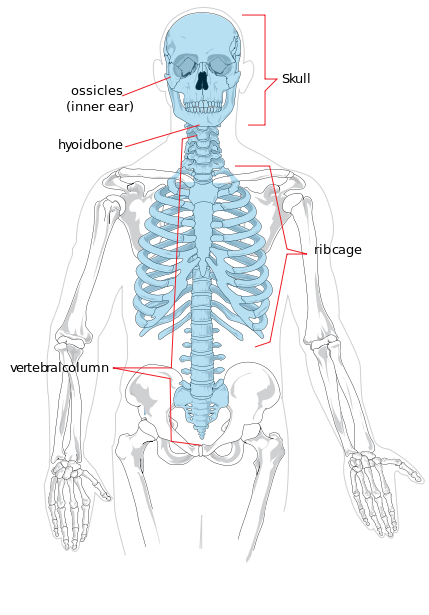 Skull
ossicles
(inner ear)
hyoidbone
ribcage
vertebralcolumn